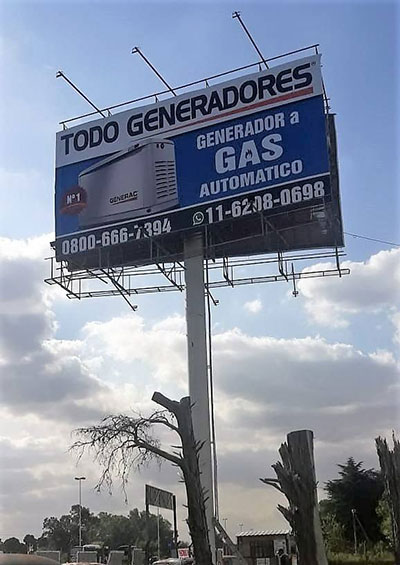 TODO GENERADORES
GENERADOR a
GAS
AUTOMATICO
GENERAC
Nº1
0800-666-7394
11-6208-0698